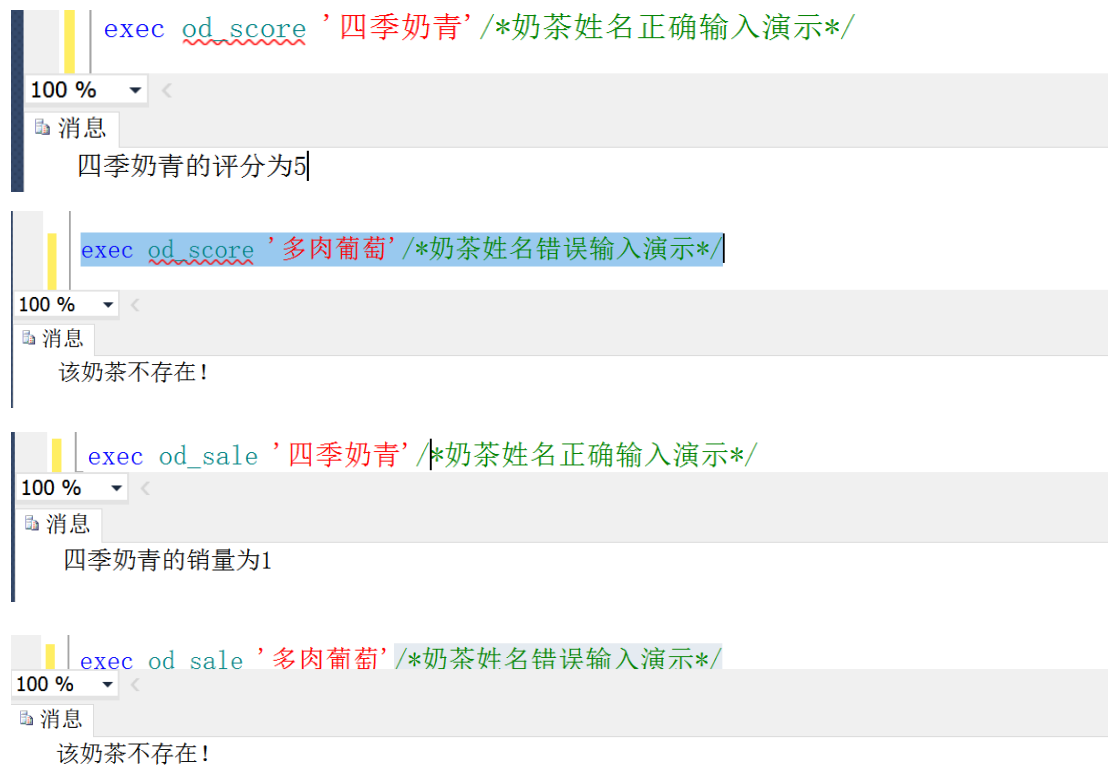 exec od_score '四季奶青'/*奶茶姓名正确输入演示*/
100 %
消息
四季奶青的评分为5
exec od_score '多肉葡萄'/*奶茶姓名错误输入演示*/
100 %
消息
该奶茶不存在!
exec od_sale '四季奶青'/*奶茶姓名正确输入演示*/
100 %
消息
四季奶青的销量为1
exec od_sale '多肉葡萄'/*奶茶姓名错误输入演示*/
100 %
消息
该奶茶不存在!